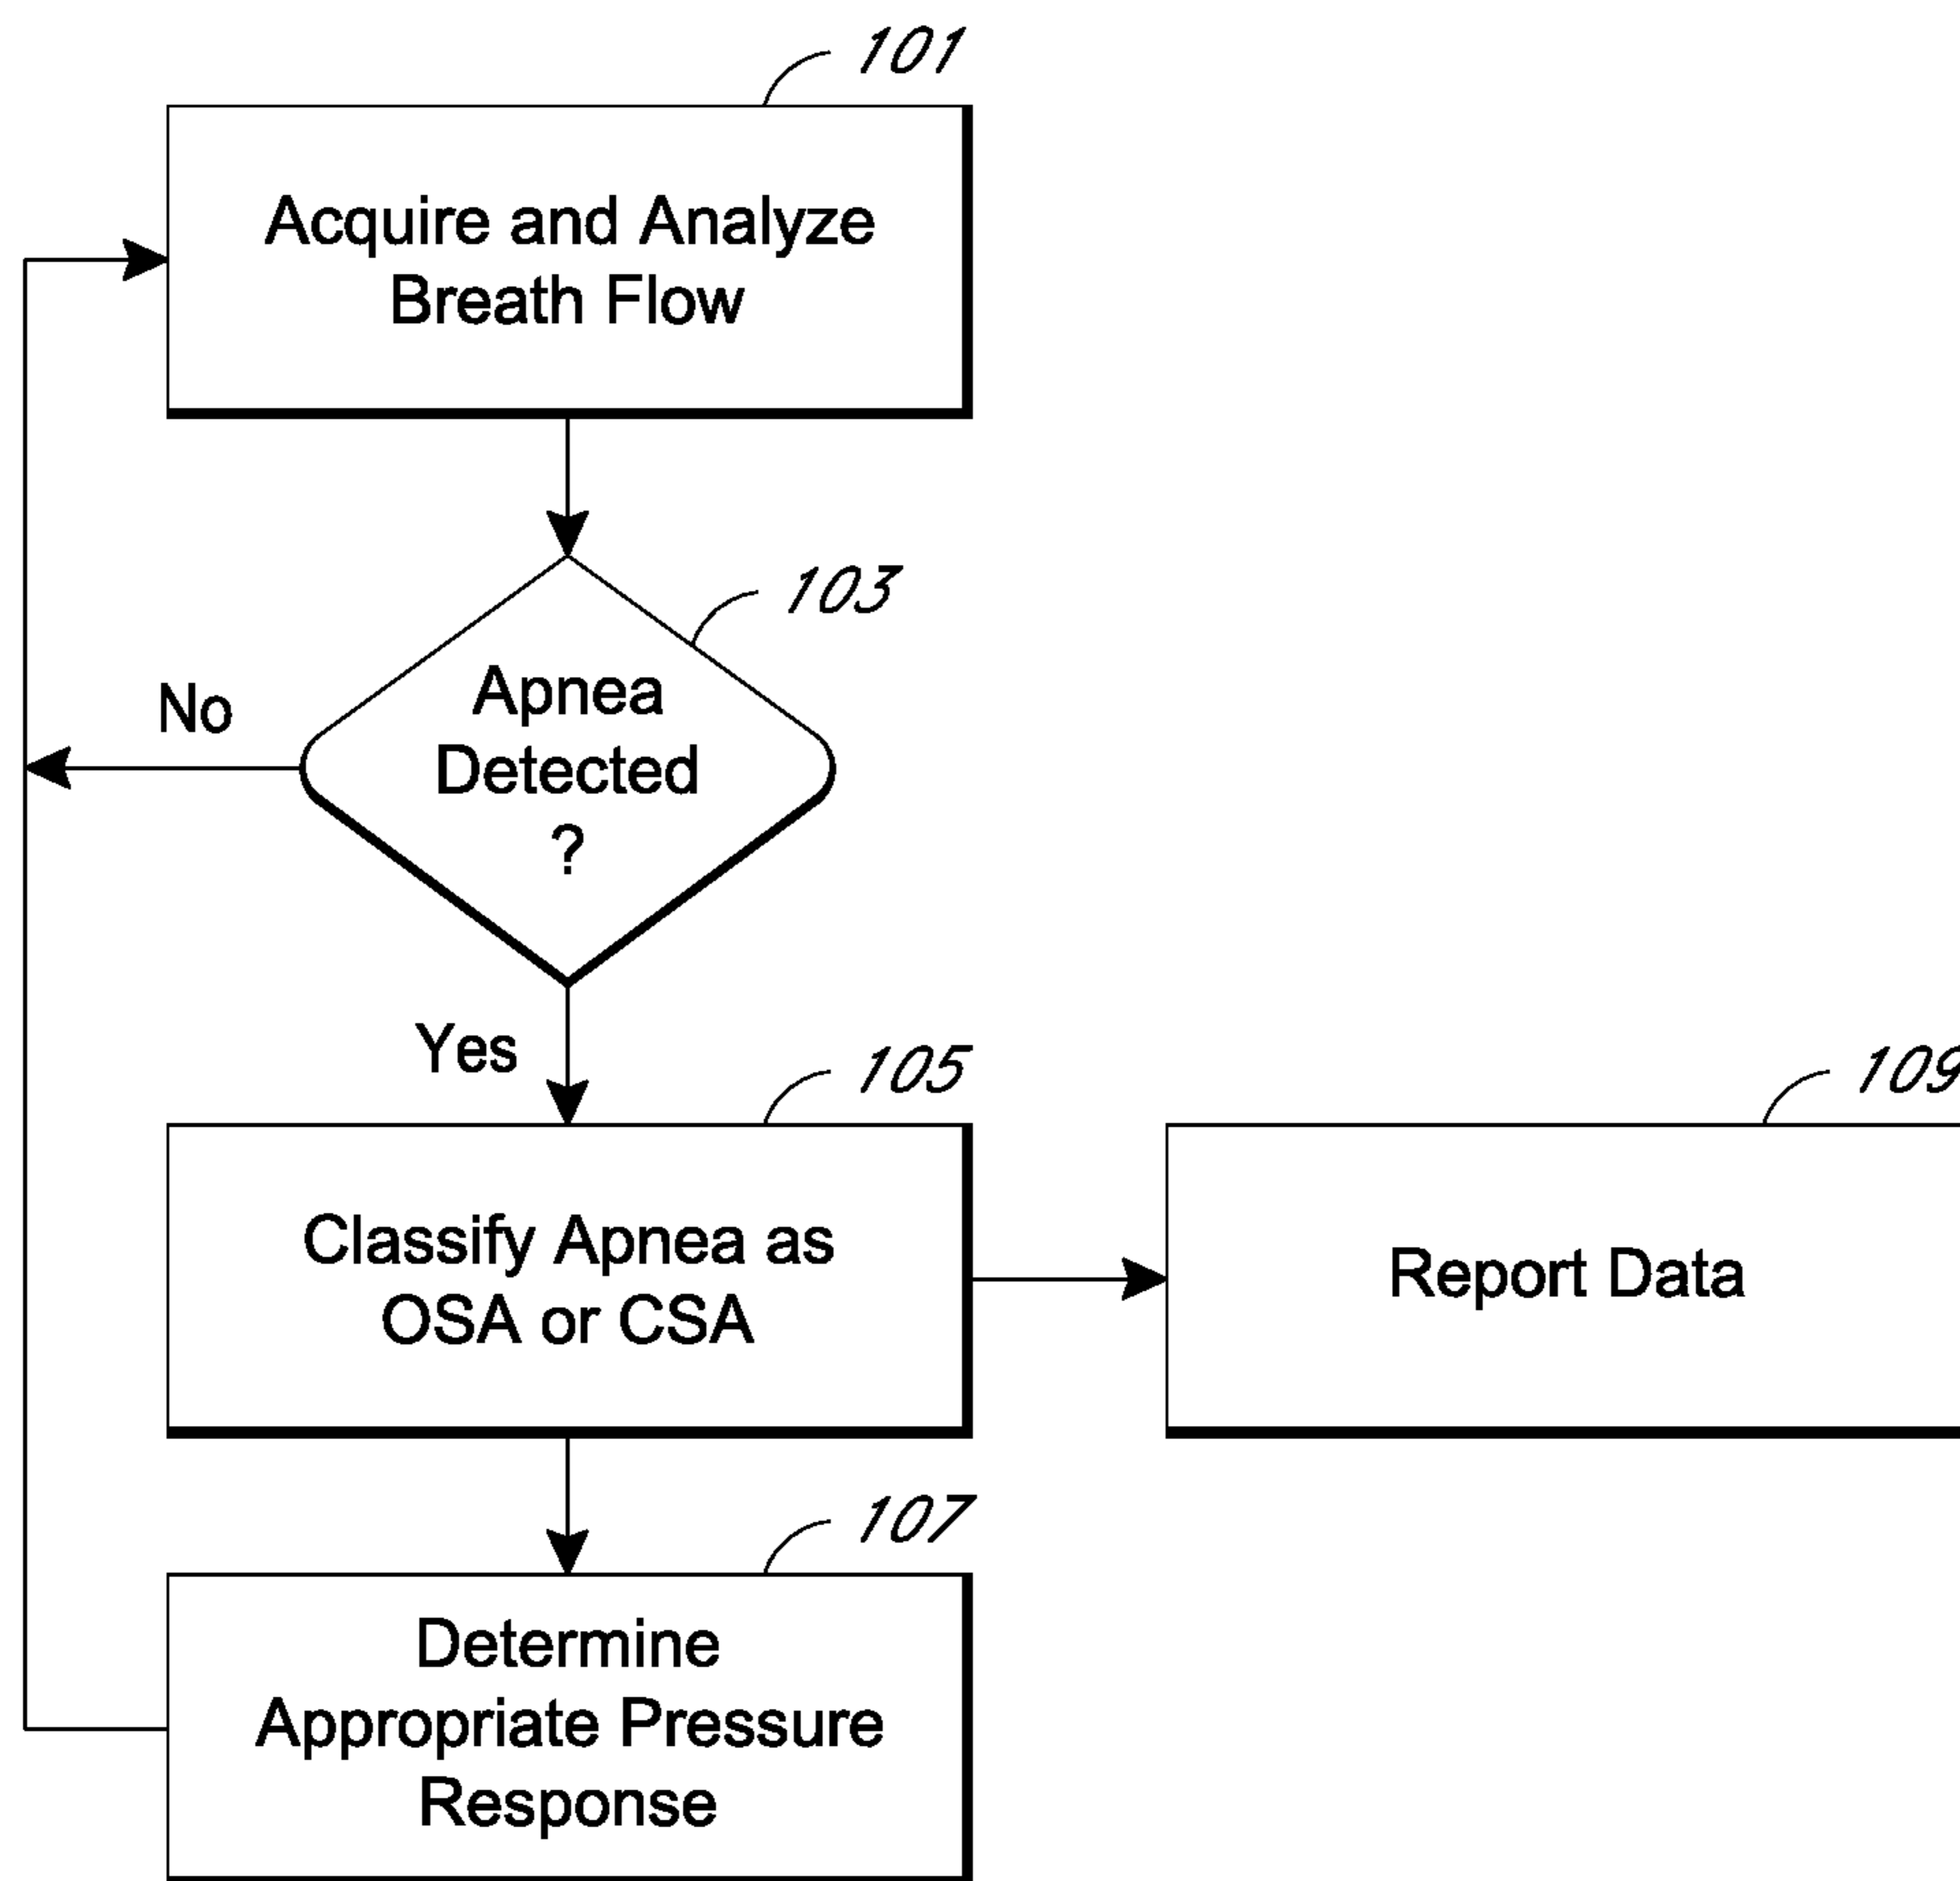 101
Acquire and Analyze
Breath Flow
103
Apnea
Detected
?
No
Yes
105
Classify Apnea as
OSA or CSA
109
Report Data
107
Determine
Appropriate Pressure
Response